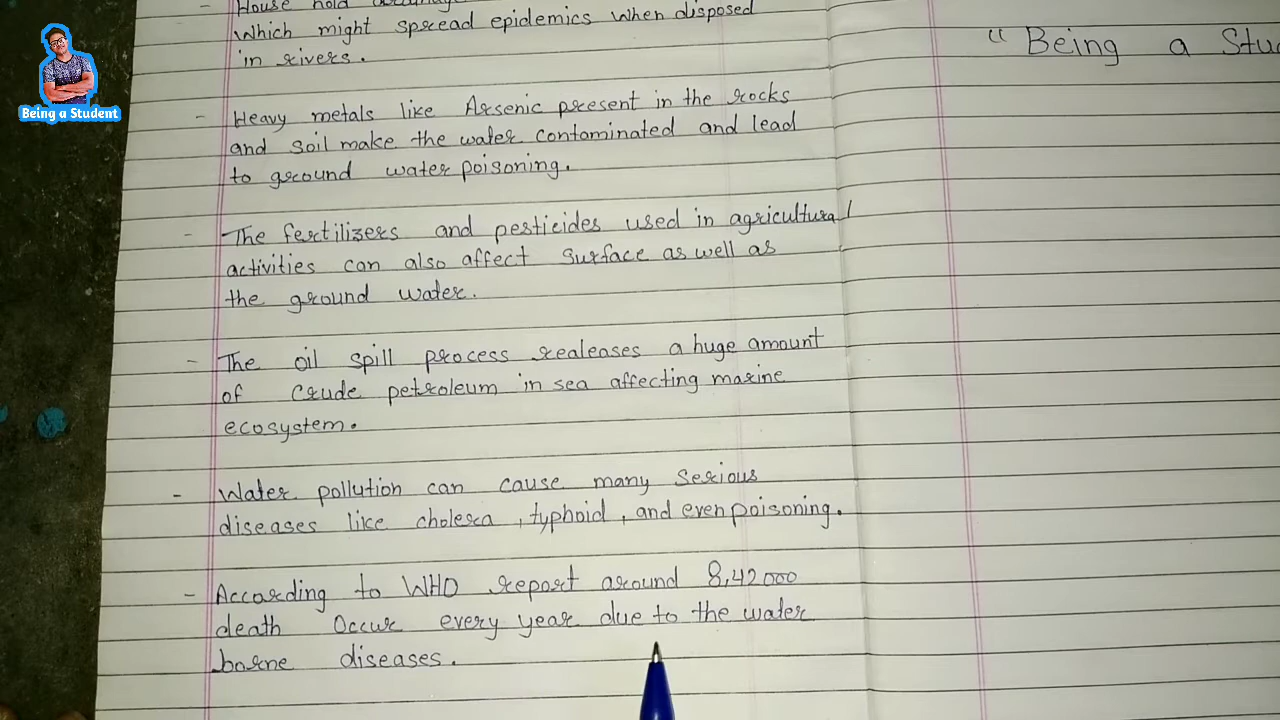 - House hold
Which might spread epidemics when disposed
in rivers.
" Being a Stu
Being a Student
- Heavy metals like Arsenic present in the rocks
and soil make the water contaminated and lead
to ground water poisoning.
- The fertilizers and pesticides used in agricultural
activities can also affect surface as well as
the ground water.
- The oil spill process realeases a huge amount
of crude petroleum in sea affecting marine
ecosystem.
- Water pollution can cause many serious
diseases like cholera, typhoid, and even poisoning.
- According to WHO report around 8,42000
death Occur every year due to the water
borne diseases.